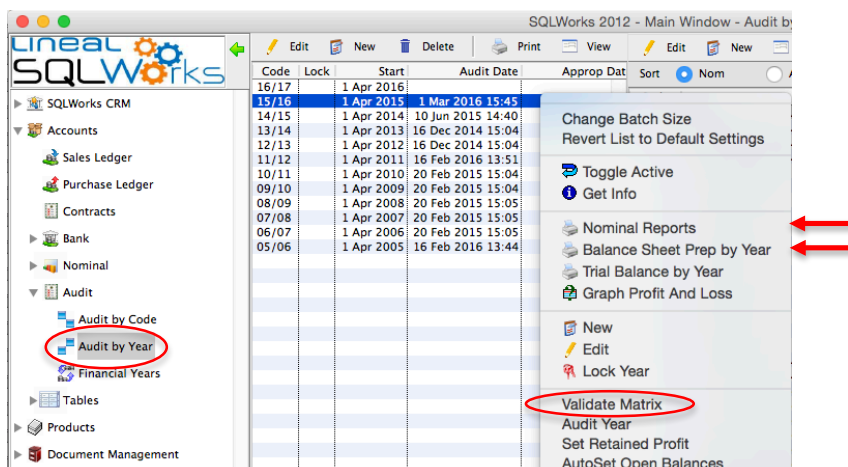 SQLWorks 2012 - Main Window - Audit by
LINEAL
SQLWorks
Edit New Delete Print View Edit New
Code Lock Start Audit Date Approp Dat Sort Nom
16/17 1 Apr 2016
15/16 1 Apr 2015 1 Mar 2016 15:45
14/15 1 Apr 2014 10 Jun 2015 14:40
13/14 1 Apr 2013 16 Dec 2014 15:04
12/13 1 Apr 2012 16 Dec 2014 15:04
11/12 1 Apr 2011 16 Feb 2016 13:51
10/11 1 Apr 2010 20 Feb 2015 15:04
09/10 1 Apr 2009 20 Feb 2015 15:04
08/09 1 Apr 2008 20 Feb 2015 15:05
07/08 1 Apr 2007 20 Feb 2015 15:05
06/07 1 Apr 2006 20 Feb 2015 15:05
05/06 1 Apr 2005 16 Feb 2016 13:44
SQLWorks CRM
Accounts
Sales Ledger
Purchase Ledger
Contracts
Bank
Nominal
Audit
Audit by Code
Audit by Year
Financial Years
Tables
Products
Document Management
Change Batch Size
Revert List to Default Settings
Toggle Active
Get Info
Nominal Reports
Balance Sheet Prep by Year
Trial Balance by Year
Graph Profit And Loss
New
Edit
Lock Year
Validate Matrix
Audit Year
Set Retained Profit
AutoSet Open Balances